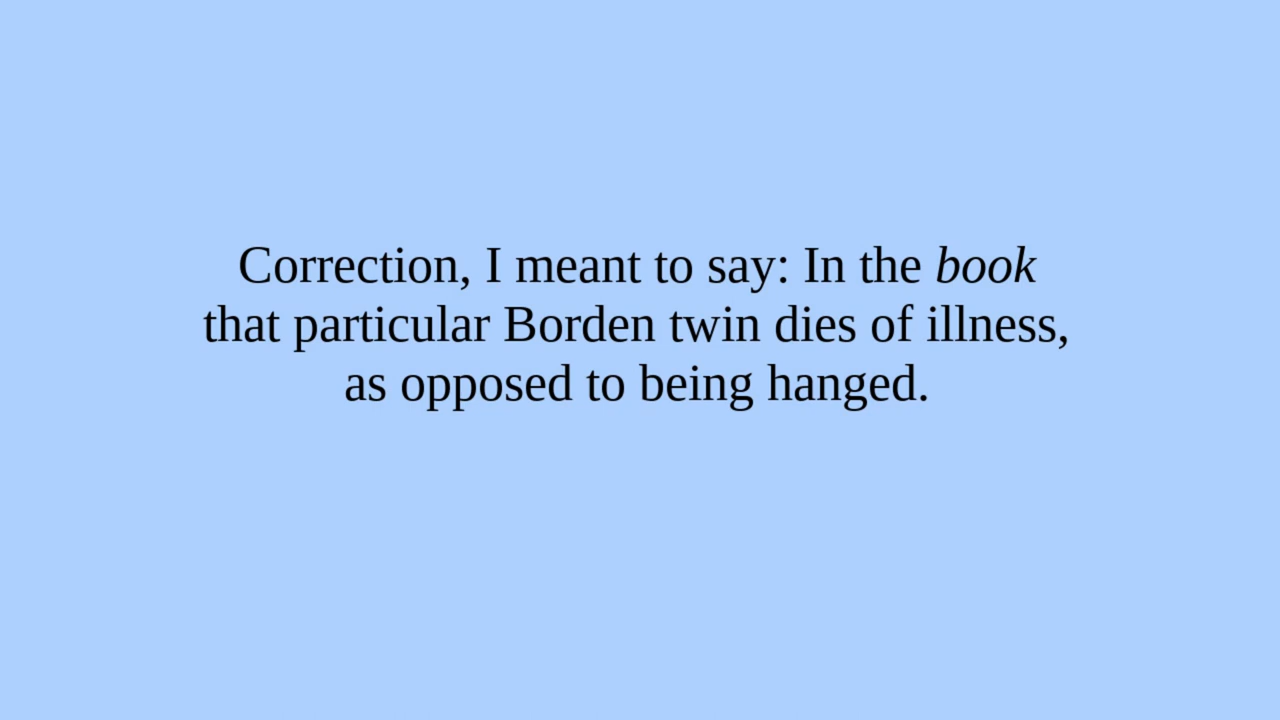 Correction, I meant to say: In the book
that particular Borden twin dies of illness,
as opposed to being hanged.